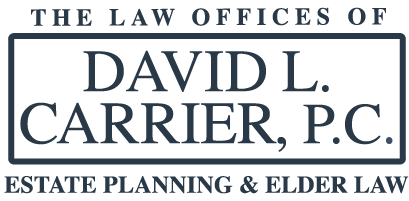 THE LAW OFFICES OF
DAVID L.
CARRIER, P.C.
ESTATE PLANNING & ELDER LAW